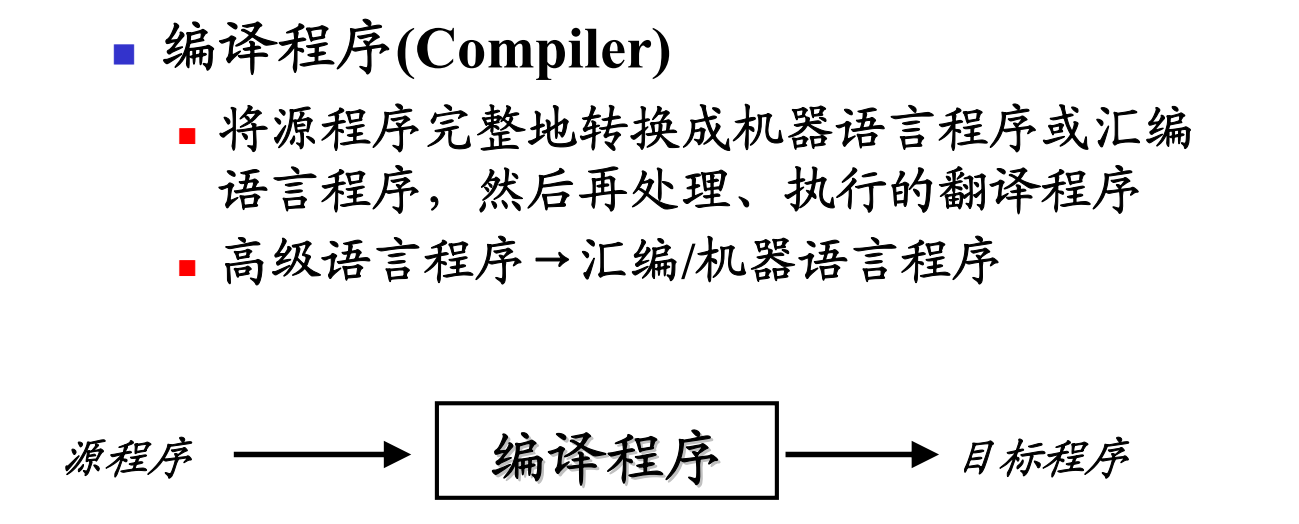 编译程序(Compiler)
将源程序完整地转换成机器语言程序或汇编
语言程序，然后再处理、执行的翻译程序
高级语言程序→汇编/机器语言程序
源程序 编译程序 目标程序